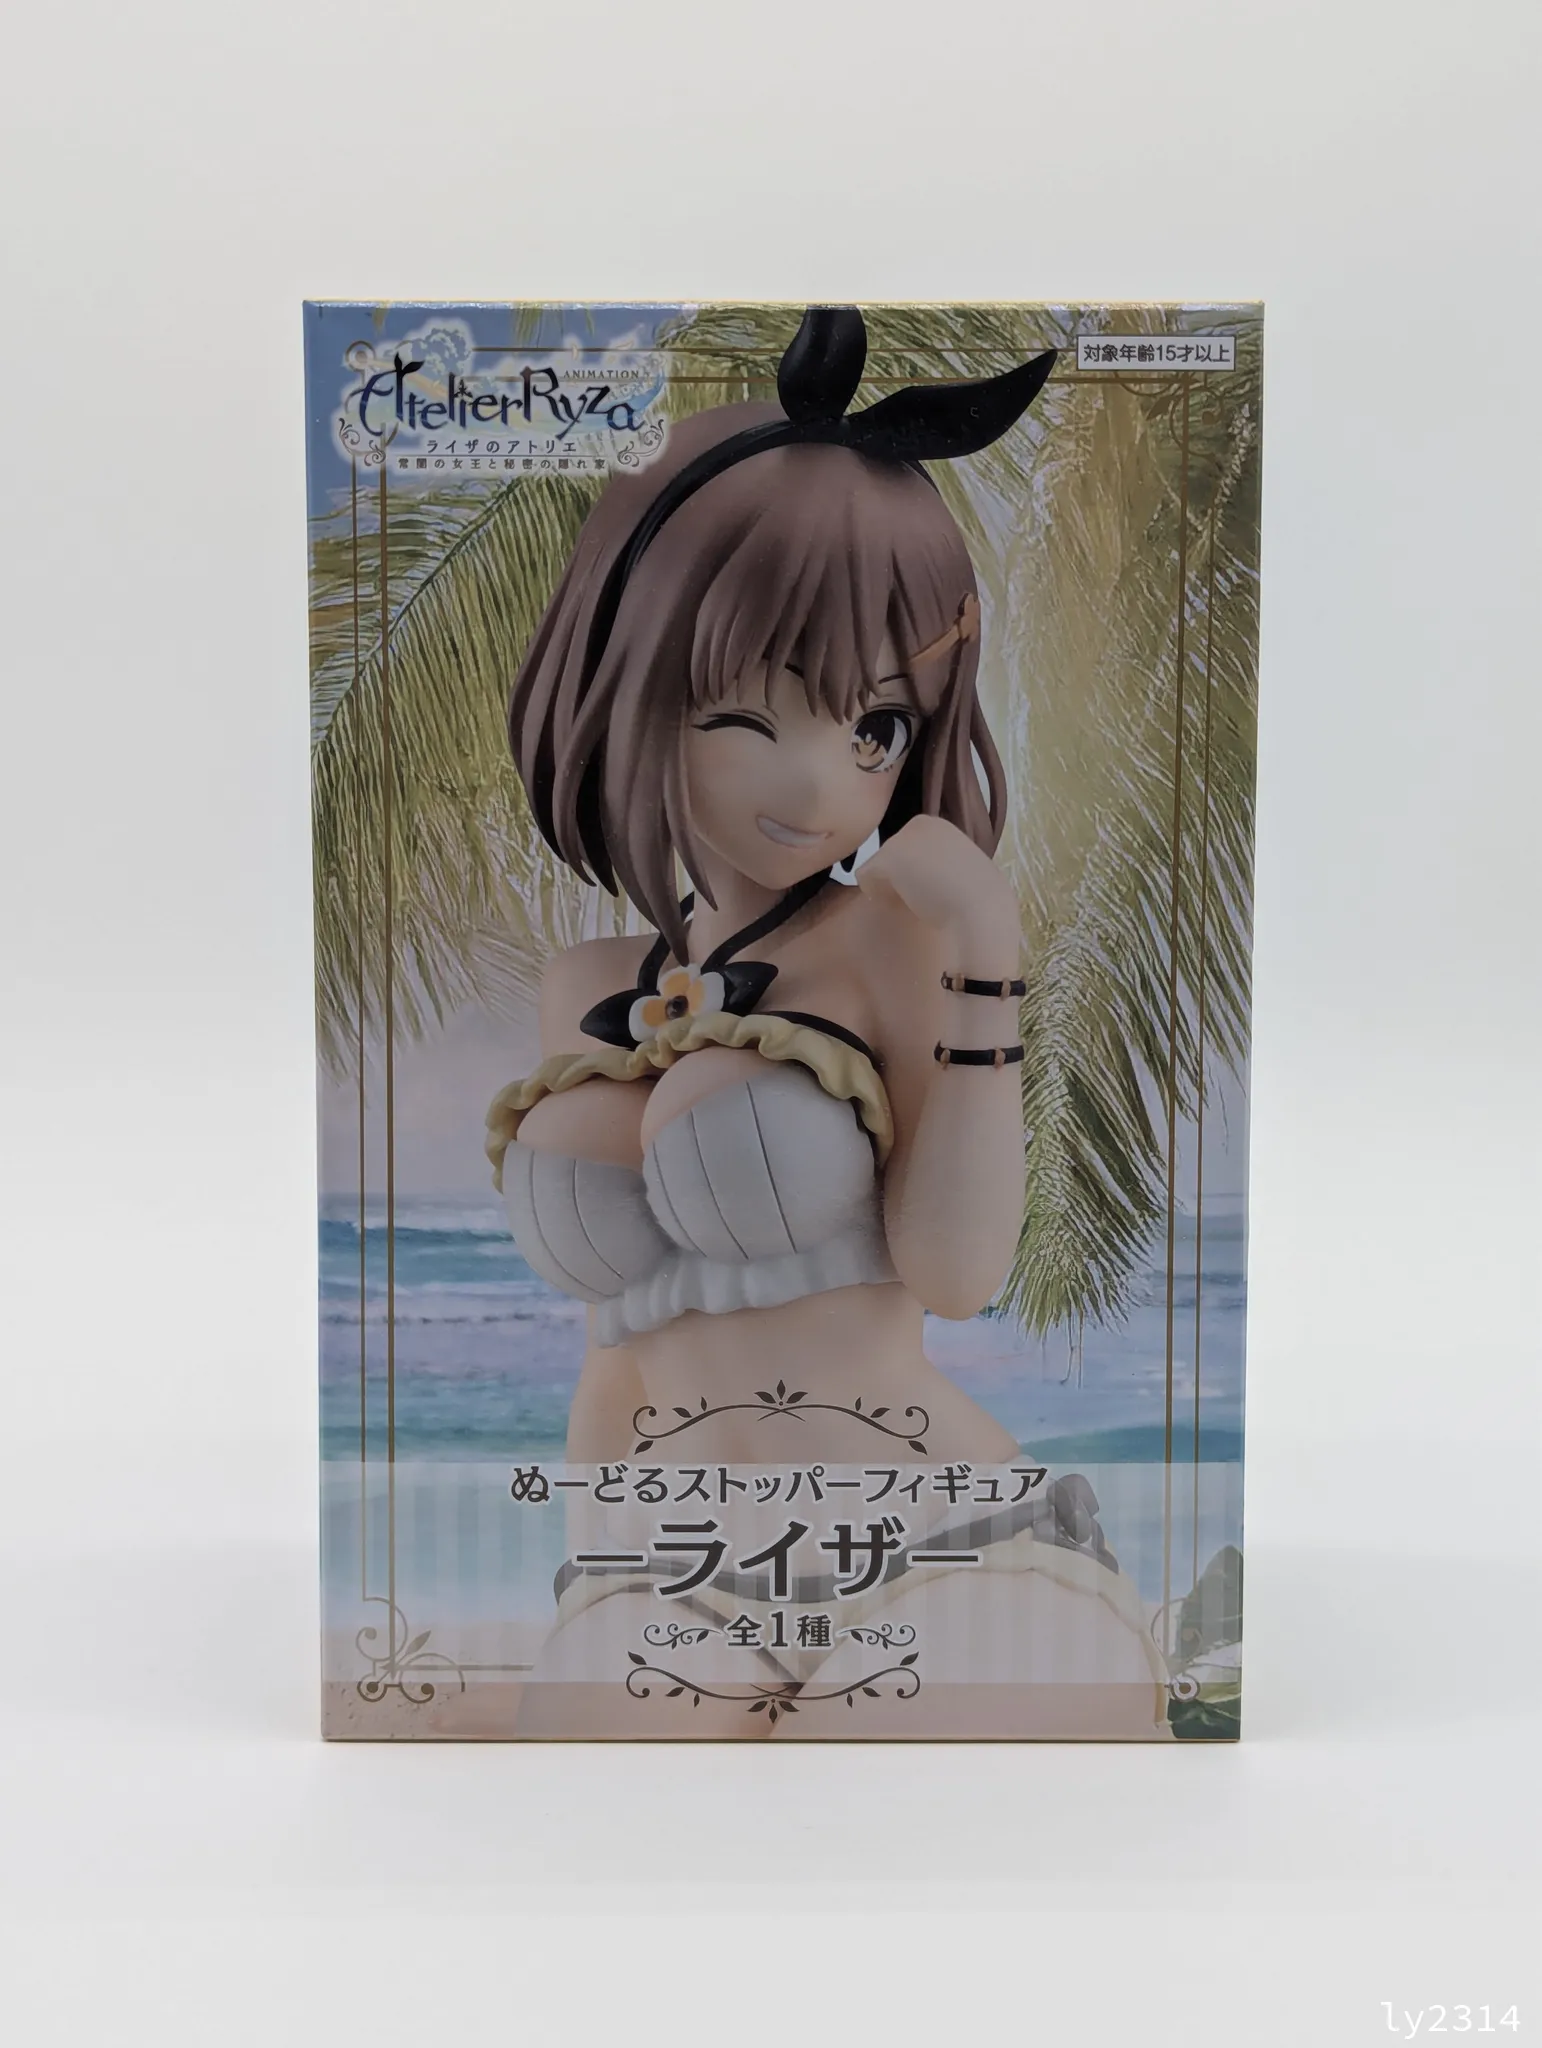 ANIMATION
Atelier Ryza
ライザのアトリエ
常闇の女王と秘密の隠れ家
対象年齢15才以上
ぬーどるストッパーフィギュア
ーライザー
全1種
ly2314